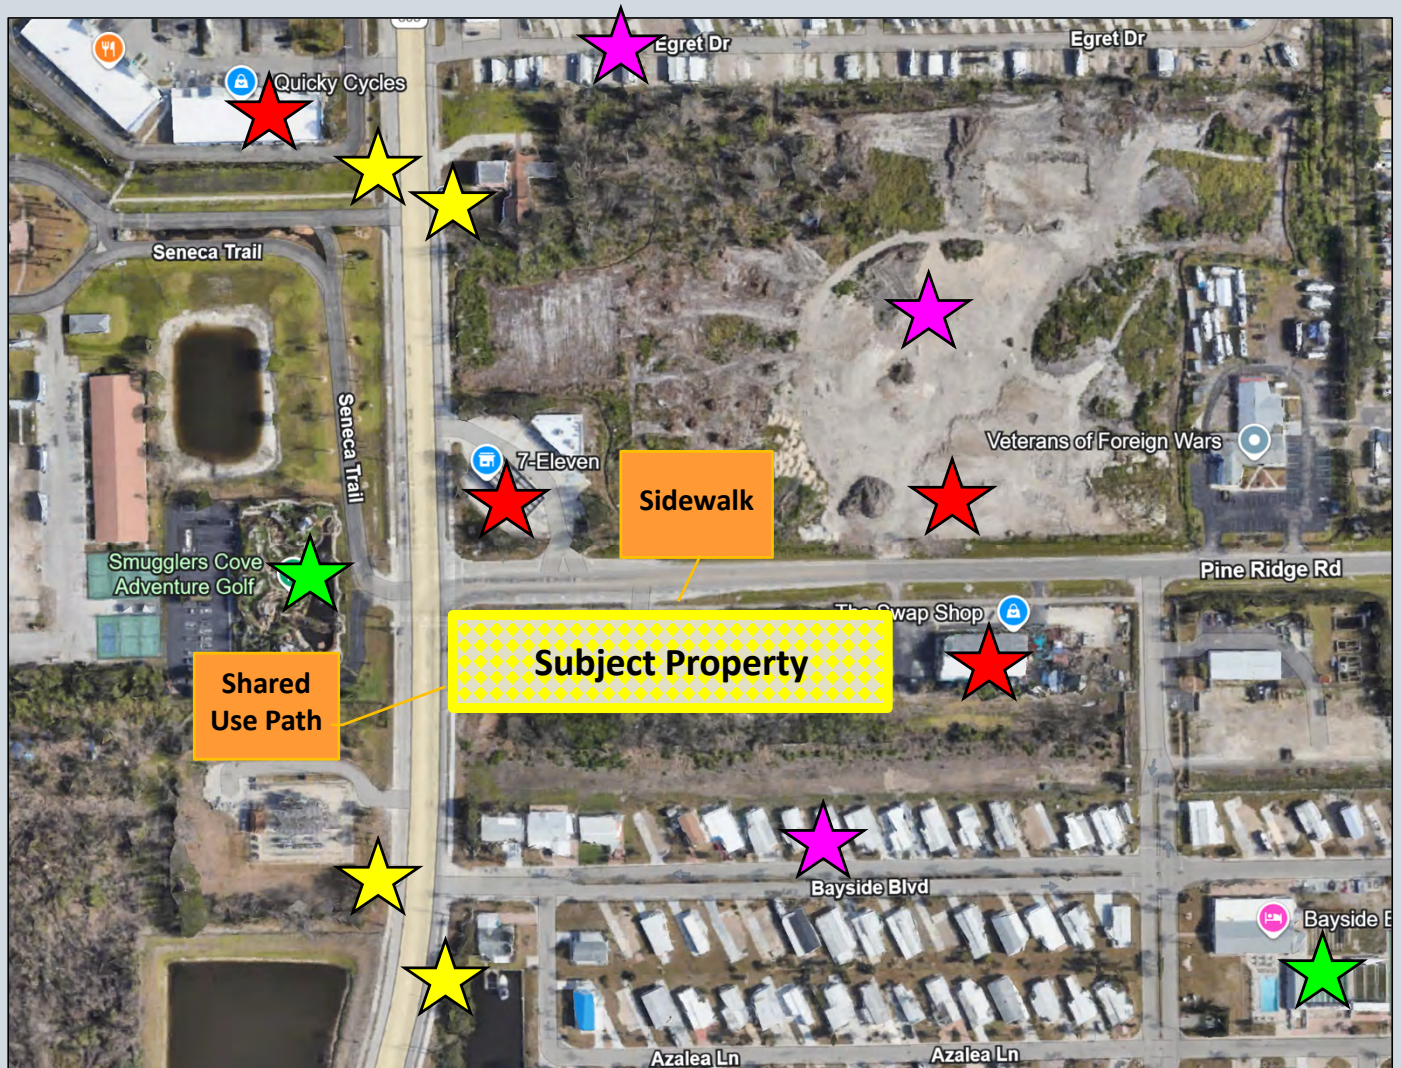 Egret Dr
Egret Dr
Quicky Cycles
Seneca Trail
Seneca Trail
7-Eleven
Veterans of Foreign Wars
Sidewalk
Smugglers Cove
Adventure Golf
Pine Ridge Rd
Swap Shop
Subject Property
Shared
Use Path
Bayside Blvd
Bayside
Azalea Ln
Azalea Ln